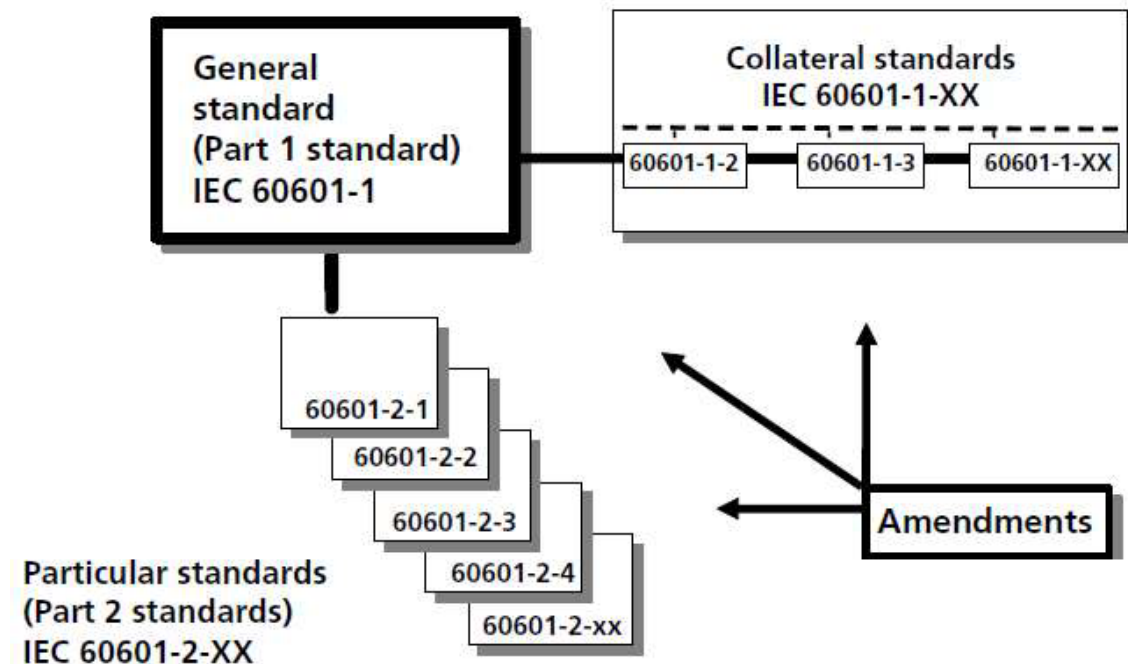 General
standard
(Part 1 standard)
IEC 60601-1
Collateral standards
IEC 60601-1-XX
60601-1-2
60601-1-3
60601-1-XX
60601-2-1
60601-2-2
60601-2-3
60601-2-4
60601-2-xx
Particular standards
(Part 2 standards)
IEC 60601-2-XX
Amendments